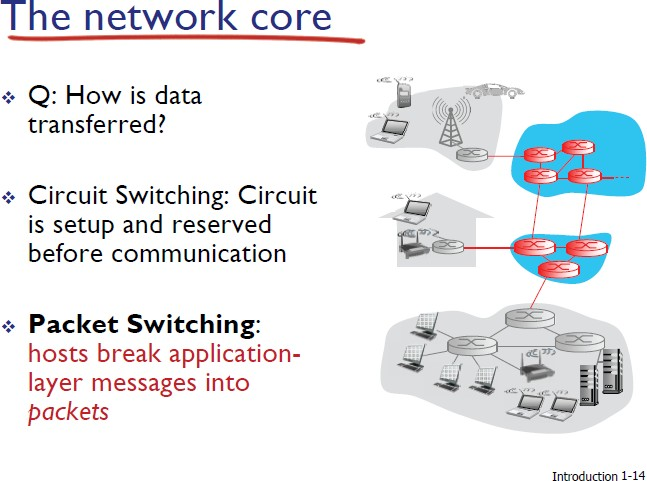 The network core
❖ Q: How is data
transferred?
❖ Circuit Switching: Circuit
is setup and reserved
before communication
❖ Packet Switching:
hosts break application-
layer messages into
packets
Introduction 1-14